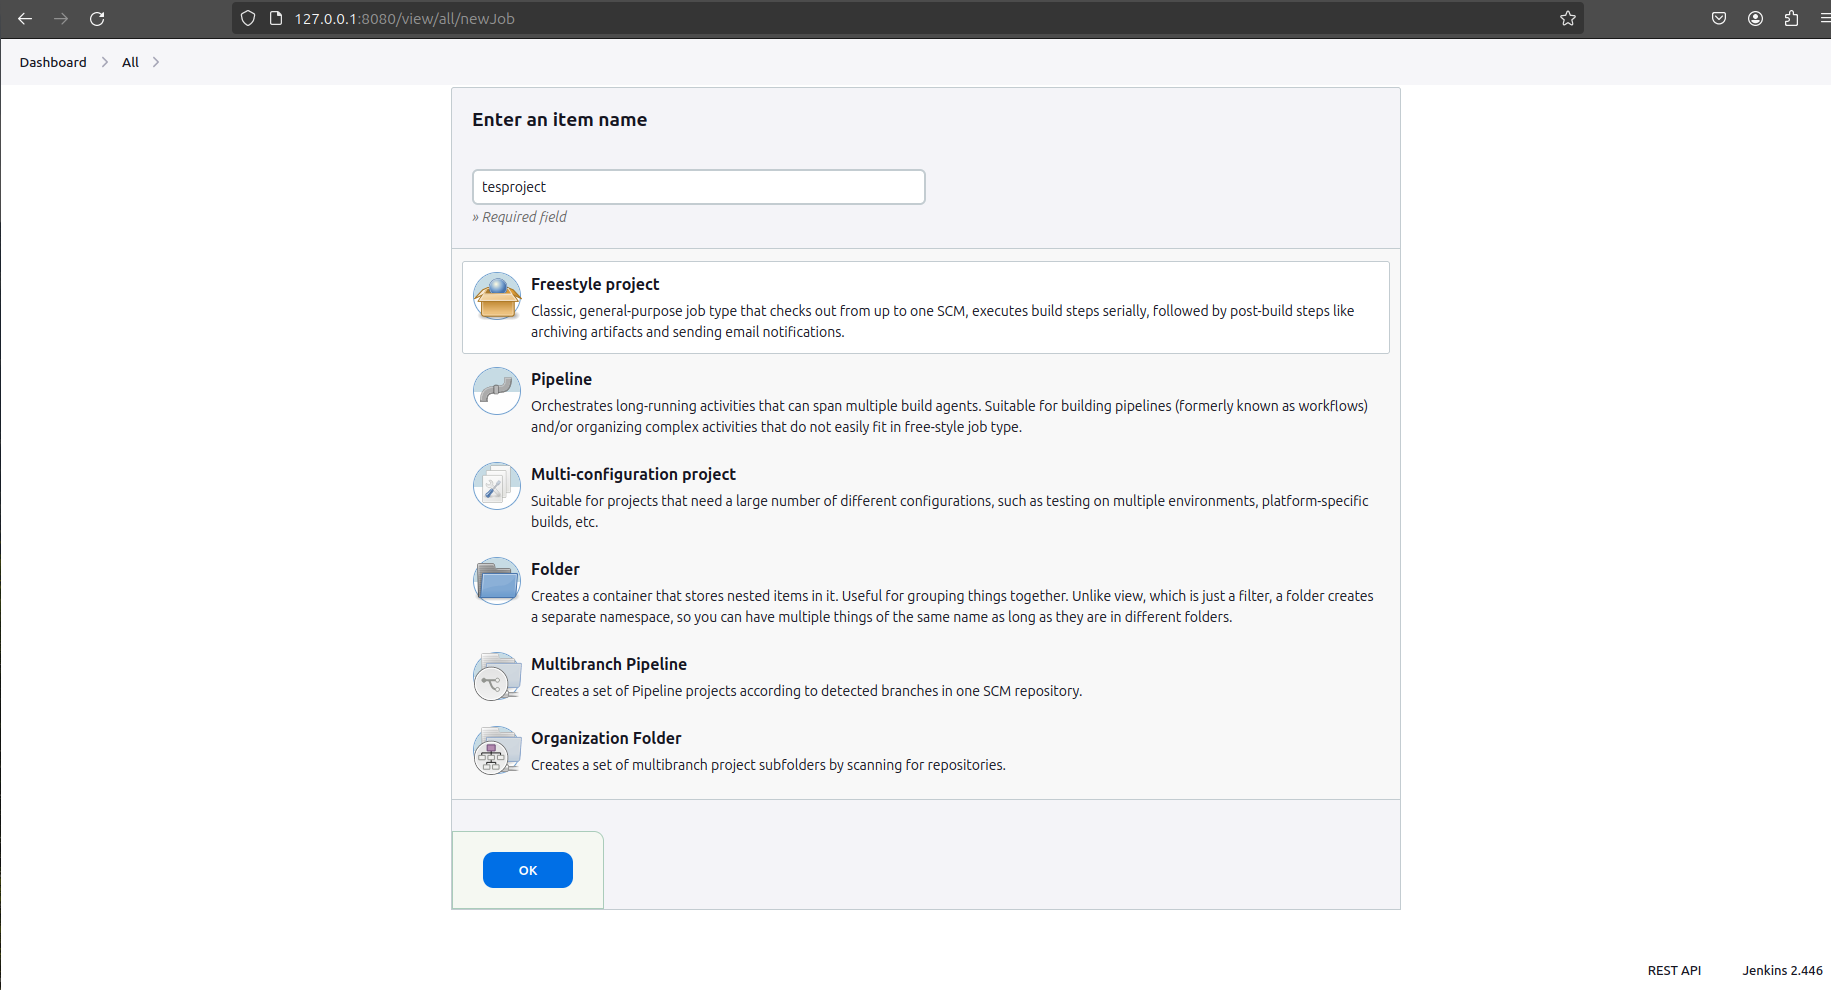 127.0.0.1:8080/view/all/newJob
Dashboard All
Enter an item name
tesproject
» Required field
Freestyle project
Classic, general-purpose job type that checks out from up to one SCM, executes build steps serially, followed by post-build steps like
archiving artifacts and sending email notifications.
Pipeline
Orchestrates long-running activities that can span multiple build agents. Suitable for building pipelines (formerly known as workflows)
and/or organizing complex activities that do not easily fit in free-style job type.
Multi-configuration project
Suitable for projects that need a large number of different configurations, such as testing on multiple environments, platform-specific
builds, etc.
Folder
Creates a container that stores nested items in it. Useful for grouping things together. Unlike view, which is just a filter, a folder creates
a separate namespace, so you can have multiple things of the same name as long as they are in different folders.
Multibranch Pipeline
Creates a set of Pipeline projects according to detected branches in one SCM repository.
Organization Folder
Creates a set of multibranch project subfolders by scanning for repositories.
OK
REST API Jenkins 2.446